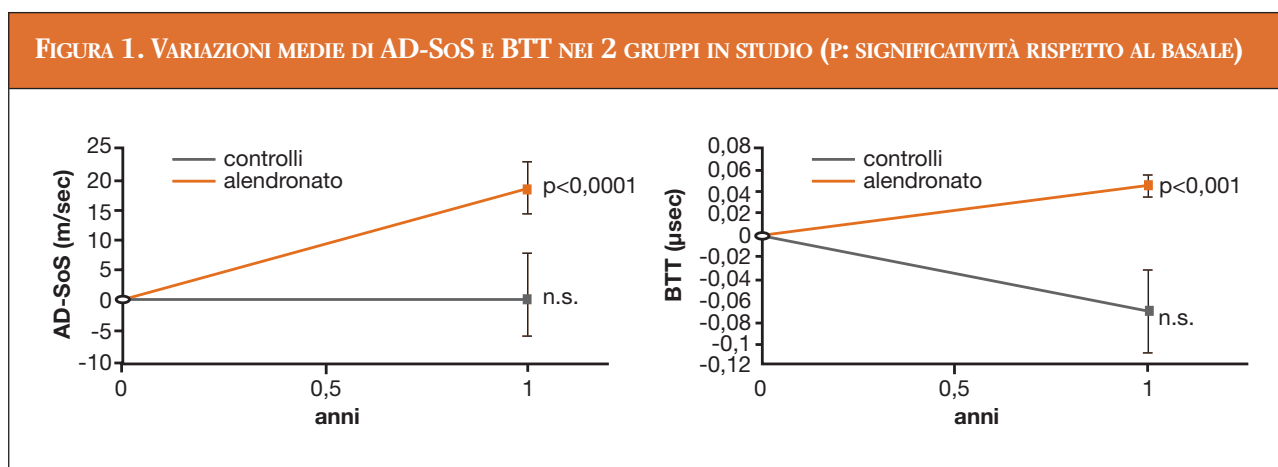 FIGURA 1. VARIAZIONI MEDIE DI AD-SOS E BTT NEI 2 GRUPPI IN STUDIO (P: SIGNIFICATIVITÀ RISPETTO AL BASALE)
AD-SoS (m/sec)
25
20
15
10
5
0
-5
-10
controlli
alendronato
p<0,0001
n.s.
0
0,5
1
anni
BTT (µsec)
0,08
0,06
0,04
0,02
0
-0,02
-0,04
-0,06
-0,08
-0,1
-0,12
controlli
alendronato
p<0,001
n.s.
0
0,5
1
anni